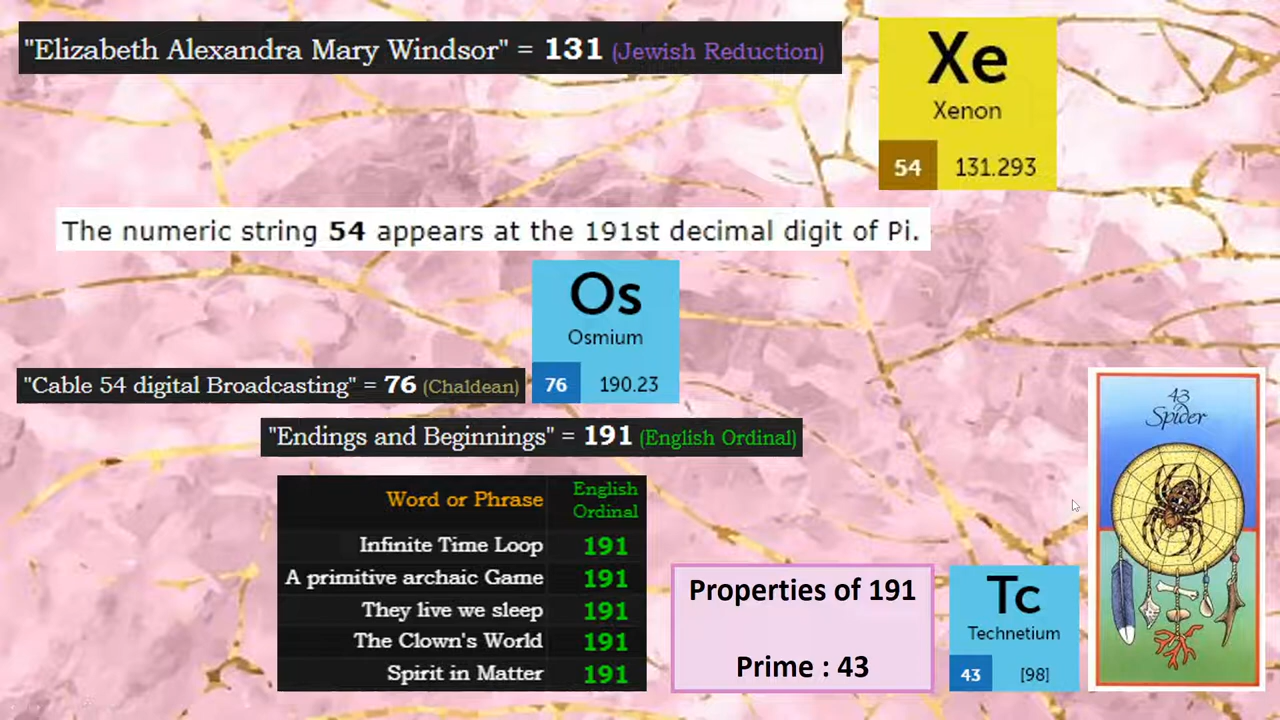 "Elizabeth Alexandra Mary Windsor" = 131 (Jewish Reduction)
Xe
Xenon
54 131.293
The numeric string 54 appears at the 191st decimal digit of Pi.
Os
Osmium
76 190.23
"Cable 54 digital Broadcasting" = 76 (Chaldean)
"Endings and Beginnings" = 191 (English Ordinal)
Word or Phrase English
Ordinal
Infinite Time Loop 191
A primitive archaic Game 191
They live we sleep 191
The Clown's World 191
Spirit in Matter 191
Properties of 191
Prime : 43
Tc
Technetium
43 [98]
43
Spider